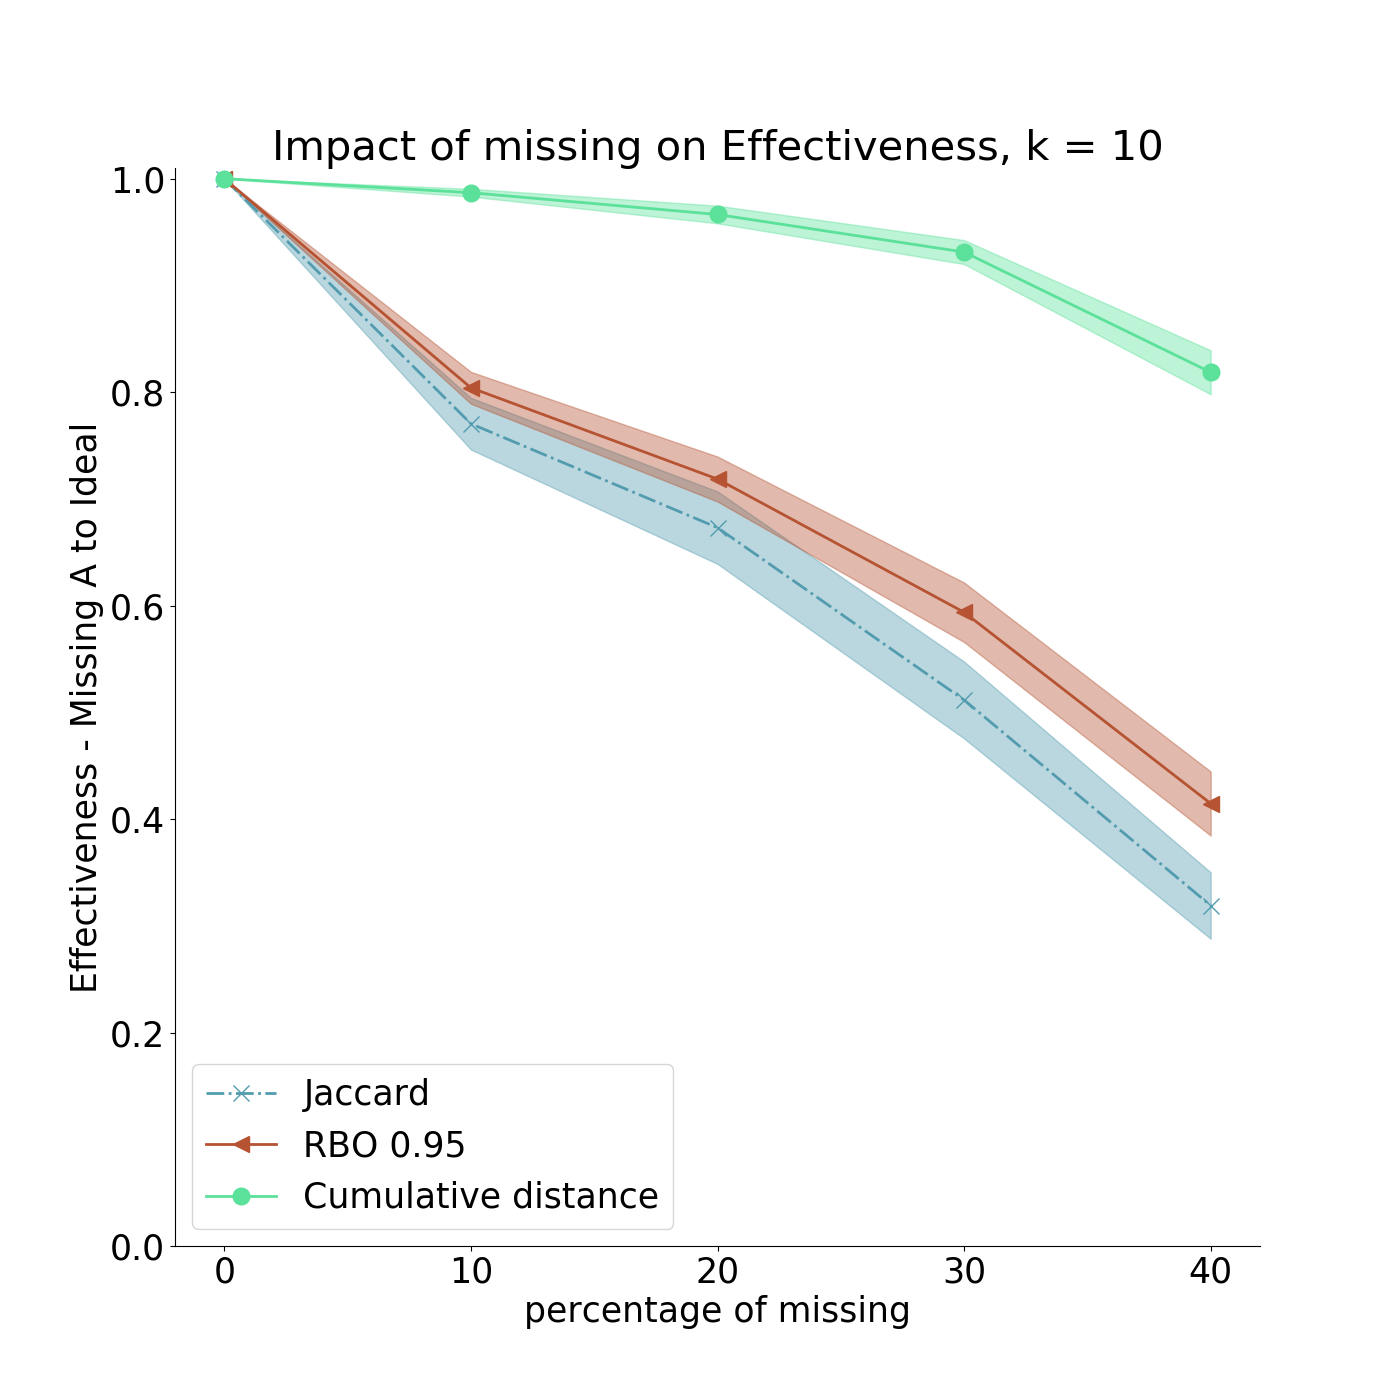 Impact of missing on Effectiveness, k = 10
Effectiveness - Missing A to Ideal
1.0
0.8
0.6
0.4
0.2
0.0
Jaccard
RBO 0.95
Cumulative distance
0 10 20 30 40
percentage of missing